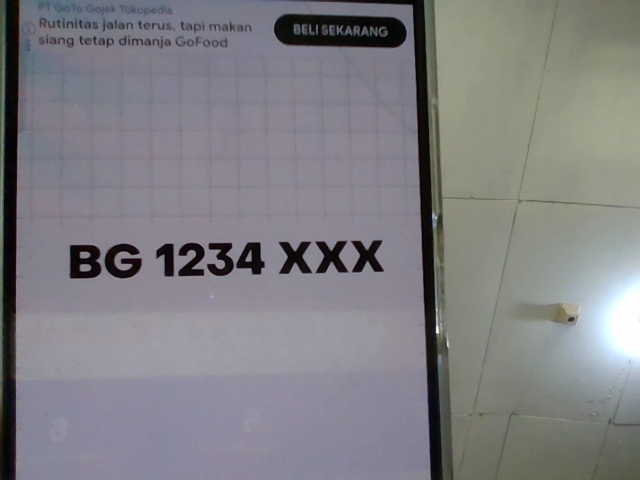 PT GoTo Gojek Tokopedia
Rutinitas jalan terus, tapi makan
siang tetap dimanja GoFood
BELI SEKARANG
BG 1234 XXX